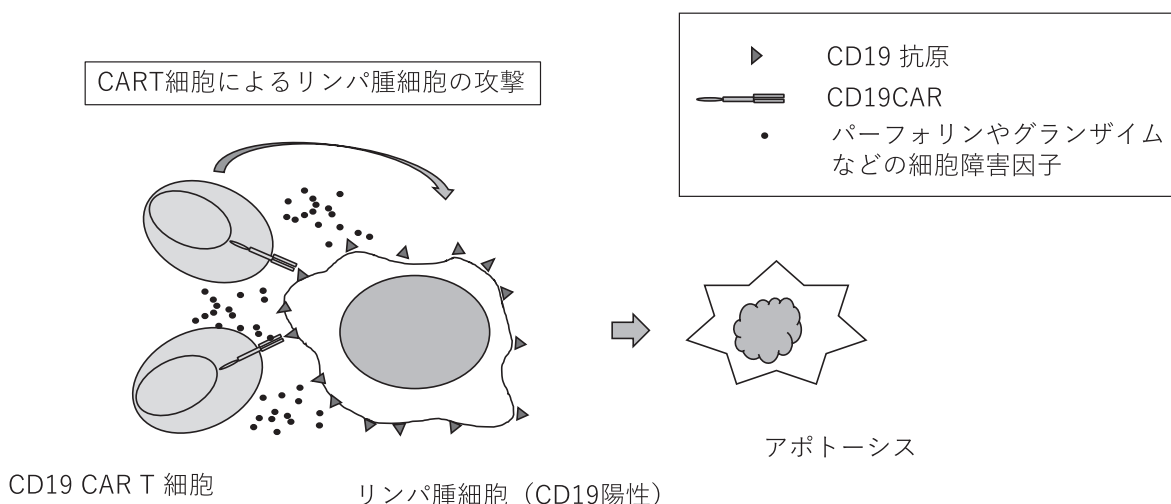 CART細胞によるリンパ腫細胞の攻撃
CD19 抗原
CD19CAR
パーフォリンやグランザイム
などの細胞障害因子
アポトーシス
CD19 CAR T 細胞
リンパ腫細胞（CD19陽性）